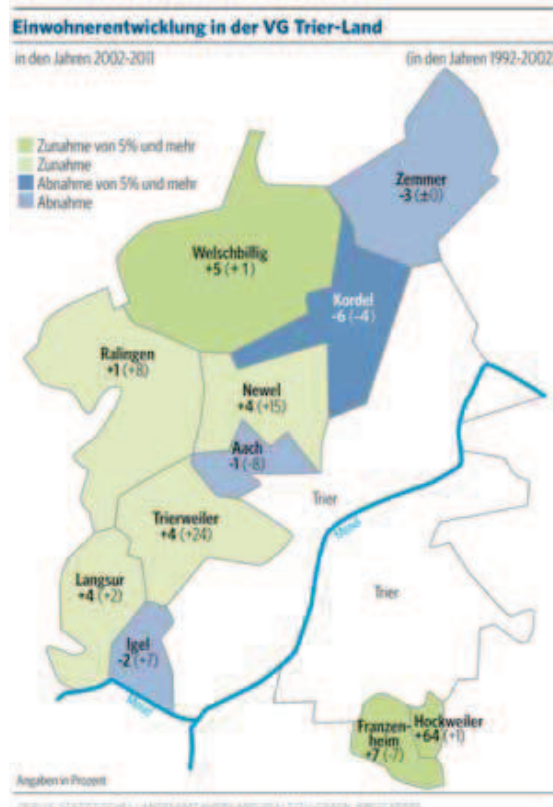 Einwohnerentwicklung in der VG Trier-Land
in den Jahren 2002-2011
(in den Jahren 1992-2002)
Zunahme von 5% und mehr
Zunahme
Abnahme von 5% und mehr
Abnahme
Zemmer
-3 (±0)
Welschbillig
+5 (+1)
Kordel
-6 (-4)
Ralingen
+1 (+8)
Newel
+4 (+15)
Aach
-1 (-8)
Trier
Mosel
Trierweiler
+4 (+24)
Langsur
+4 (+2)
Trier
Igel
-2 (+7)
Mosel
Hockweiler
+64 (+1)
Franzen-
heim
+7 (-7)
Angaben in Prozent